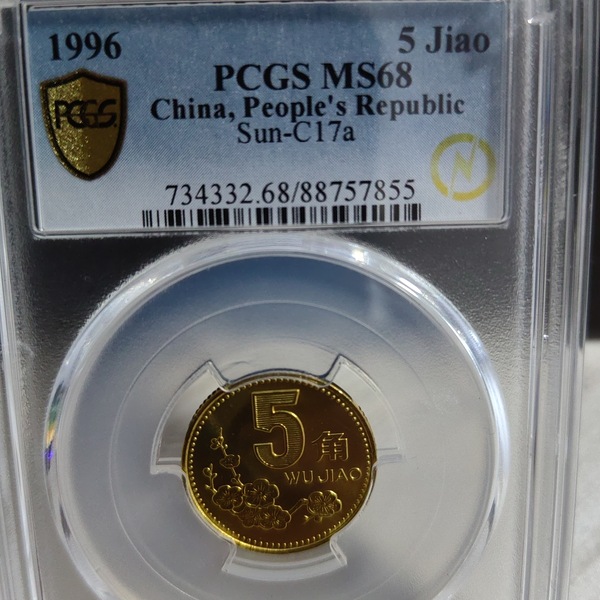 1996 5 Jiao
PCGS MS68
PCGS China, People's Republic
Sun-C17a
734332.68/88757855
5 角
WU JIAO